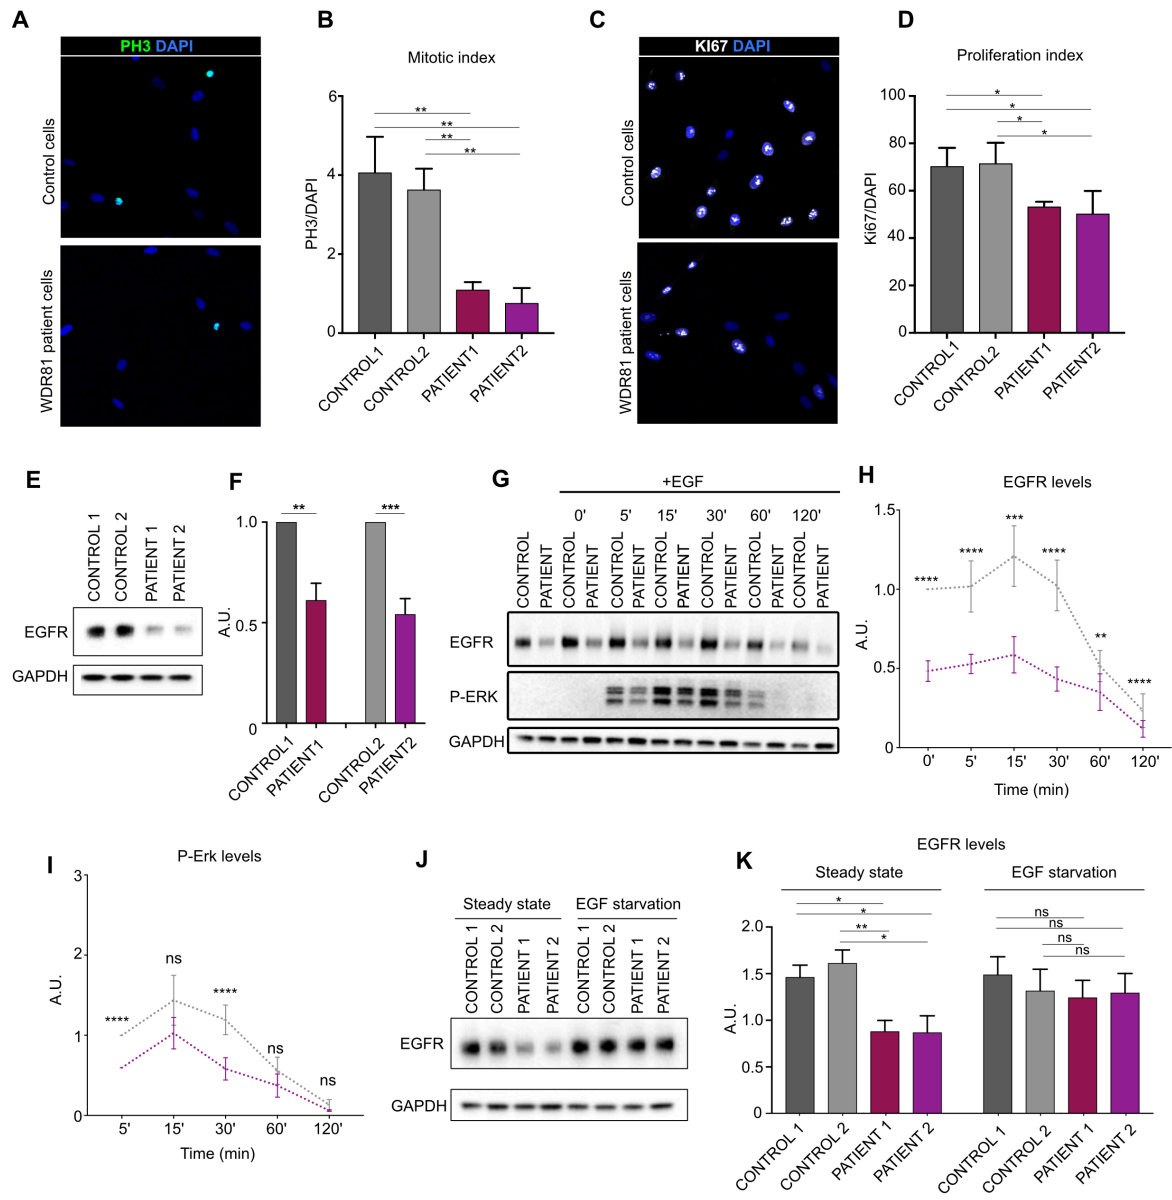 A
PH3 DAPI
Control cells
WDR81 patient cells
B
Mitotic index
PH3/DAPI
6
4
2
0
**
**
**
**
CONTROL1
CONTROL2
PATIENT1
PATIENT2
C
KI67 DAPI
Control cells
WDR81 patient cells
D
Proliferation index
Ki67/DAPI
100
80
60
40
20
0
*
*
*
*
CONTROL1
CONTROL2
PATIENT1
PATIENT2
E
CONTROL 1
CONTROL 2
PATIENT 1
PATIENT 2
EGFR
GAPDH
F
A.U.
1.0
0.5
0
**
***
CONTROL1
PATIENT1
CONTROL2
PATIENT2
G
+EGF
0' 5' 15' 30' 60' 120'
CONTROL
PATIENT
CONTROL
PATIENT
CONTROL
PATIENT
CONTROL
PATIENT
CONTROL
PATIENT
CONTROL
PATIENT
CONTROL
PATIENT
EGFR
P-ERK
GAPDH
H
EGFR levels
A.U.
1.5
1.0
0.5
0
****
****
***
****
**
****
0' 5' 15' 30' 60' 120'
Time (min)
I
P-Erk levels
A.U.
3
2
1
0
****
ns
****
ns
ns
5' 15' 30' 60' 120'
Time (min)
J
Steady state EGF starvation
CONTROL 1
CONTROL 2
PATIENT 1
PATIENT 2
CONTROL 1
CONTROL 2
PATIENT 1
PATIENT 2
EGFR
GAPDH
K
EGFR levels
Steady state EGF starvation
A.U.
2.0
1.5
1.0
0.5
0
*
*
**
*
ns
ns
ns
ns
CONTROL 1
CONTROL 2
PATIENT 1
PATIENT 2
CONTROL 1
CONTROL 2
PATIENT 1
PATIENT 2